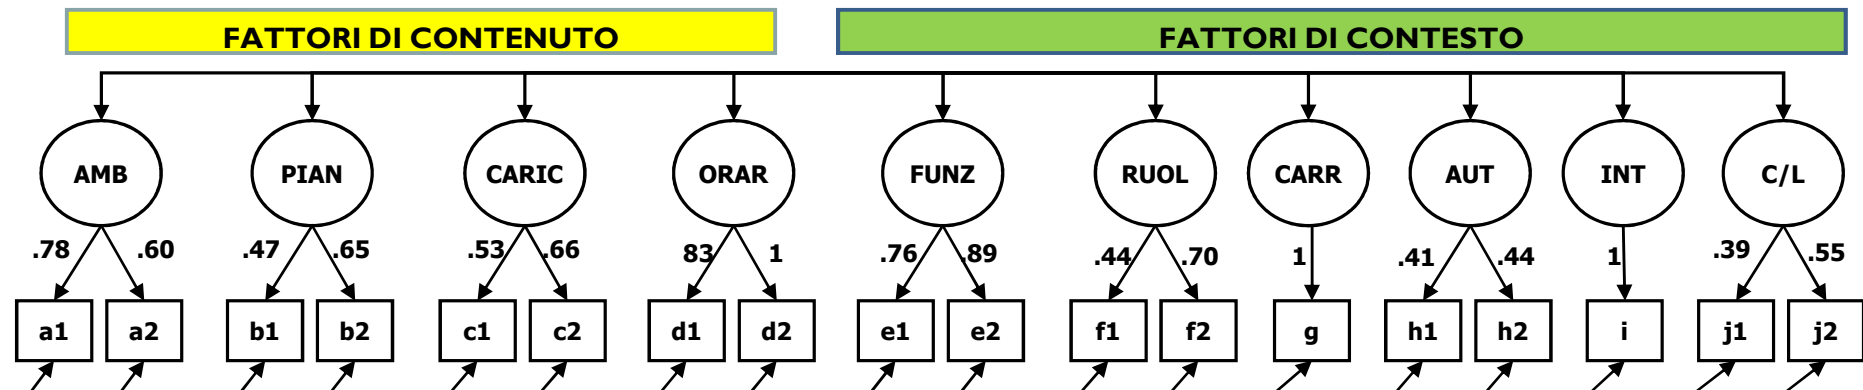 FATTORI DI CONTENUTO FATTORI DI CONTESTO
AMB PIAN CARIC ORAR FUNZ RUOL CARR AUT INT C/L
.78 .60 .47 .65 .53 .66 83 1 .76 .89 .44 .70 1 .41 .44 1 .39 .55
a1 a2 b1 b2 c1 c2 d1 d2 e1 e2 f1 f2 g h1 h2 i j1 j2